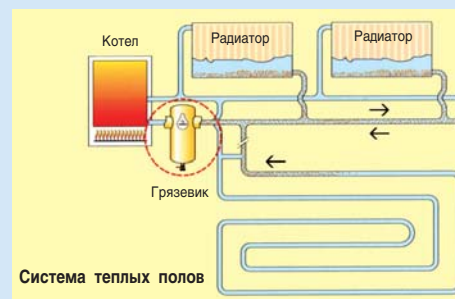 Котел
Радиатор
Радиатор
Грязевик
Система теплых полов